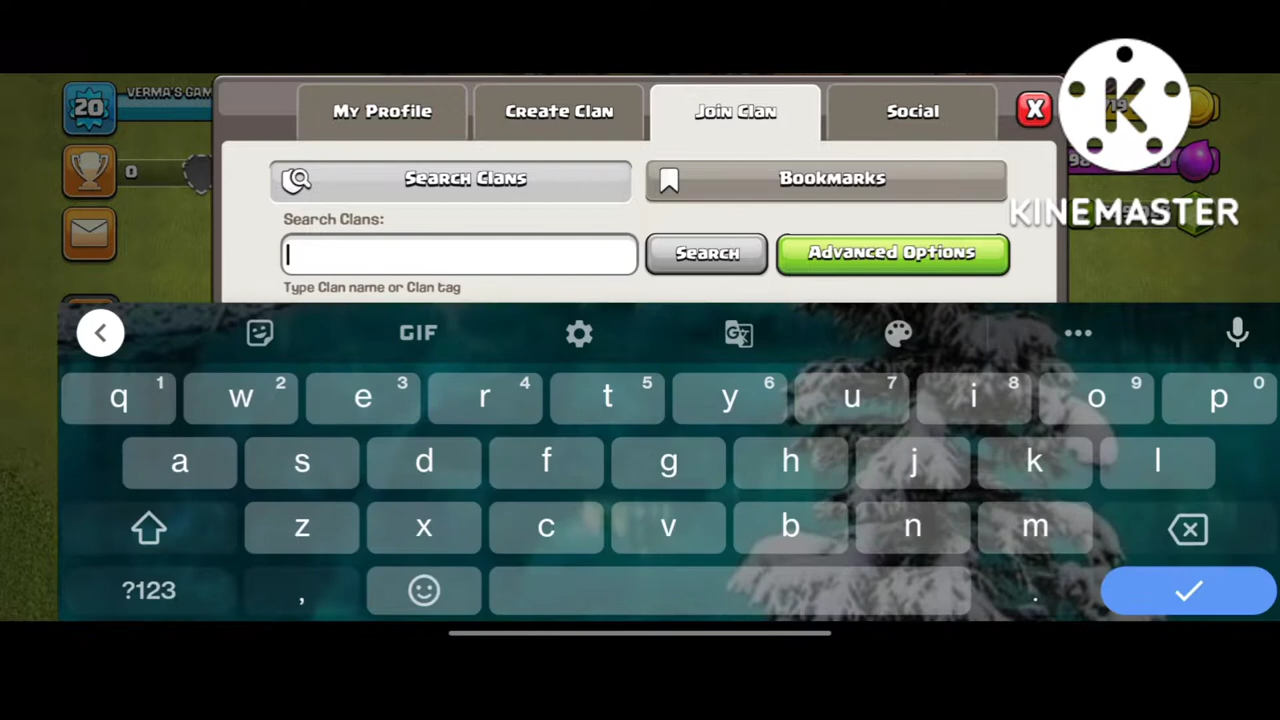 20
VERMA'S GAM
0
My Profile
Create Clan
Join Clan
Social
X
K
KINEMASTER
Search Clans
Bookmarks
Search Clans:
Search
Advanced Options
Type Clan name or Clan tag
GIF
q 1 w 2 e 3 r 4 t 5 y 6 u 7 i 8 o 9 p 0
a s d f g h j k l
z x c v b n m
?123 , .